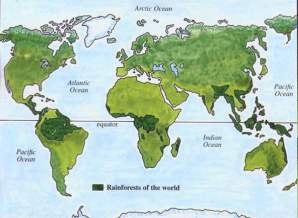 Arctic Ocean
Atlantic
Ocean
Pacific
Ocean
equator
Indian
Ocean
Pacific
Ocean
Rainforests of the world